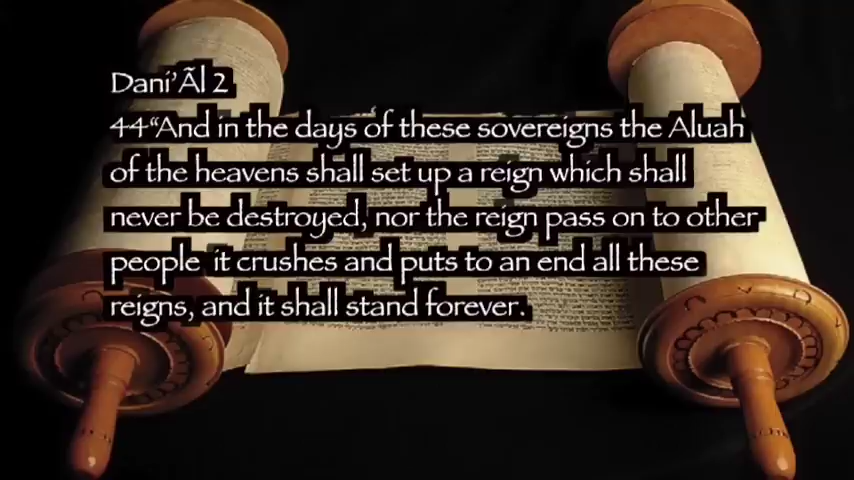 Dani’Ãl 2
44“And in the days of these sovereigns the Aluah
of the heavens shall set up a reign which shall
never be destroyed, nor the reign pass on to other
people it crushes and puts to an end all these
reigns, and it shall stand forever.